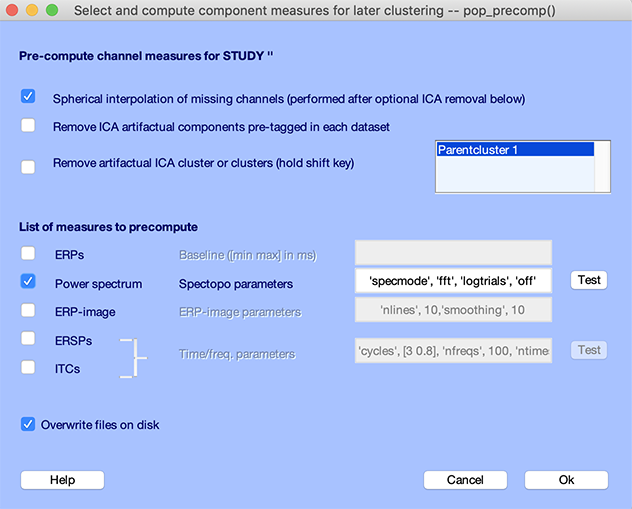 Select and compute component measures for later clustering -- pop_precomp()
Pre-compute channel measures for STUDY ''
Spherical interpolation of missing channels (performed after optional ICA removal below)
Remove ICA artifactual components pre-tagged in each dataset
Remove artifactual ICA cluster or clusters (hold shift key)
Parentcluster 1
List of measures to precompute
ERPs Baseline ([min max] in ms)
Power spectrum Spectopo parameters 'specmode', 'fft', 'logtrials', 'off' Test
ERP-image ERP-image parameters 'nlines', 10,'smoothing', 10
ERSPs
Time/freq. parameters 'cycles', [3 0.8], 'nfreqs', 100, 'ntime Test
ITCs
Overwrite files on disk
Help Cancel Ok